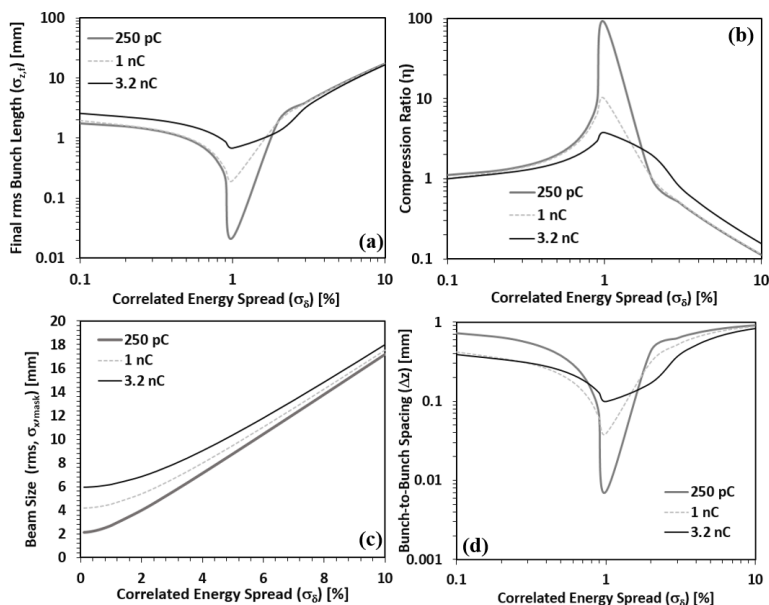 Final rms Bunch Length (σz,f) [mm]
100
10
1
0.1
0.01
250 pC
1 nC
3.2 nC
(a)
0.1
1
10
Correlated Energy Spread (σδ) [%]
Compression Ratio (η)
100
10
1
0.1
(b)
250 pC
1 nC
3.2 nC
0.1
1
10
Correlated Energy Spread (σδ) [%]
Beam Size (rms, σx,rmask) [mm]
20
18
16
14
12
10
8
6
4
2
0
250 pC
1 nC
3.2 nC
(c)
0
2
4
6
8
10
Correlated Energy Spread (σδ) [%]
Bunch-to-Bunch Spacing (Δz) [mm]
1
0.1
0.01
0.001
250 pC
1 nC
3.2 nC
(d)
0.1
1
10
Correlated Energy Spread (σδ) [%]